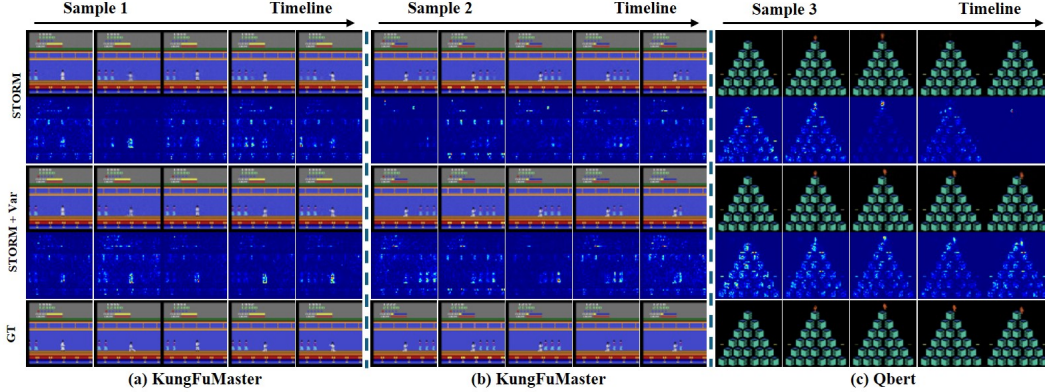 Sample 1 Timeline Sample 2 Timeline Sample 3 Timeline
STORM
STORM + Var
GT
(a) KungFuMaster (b) KungFuMaster (c) Qbert